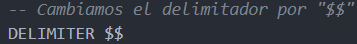 -- Cambiamos el delimitador por "$$"
DELIMITER $$